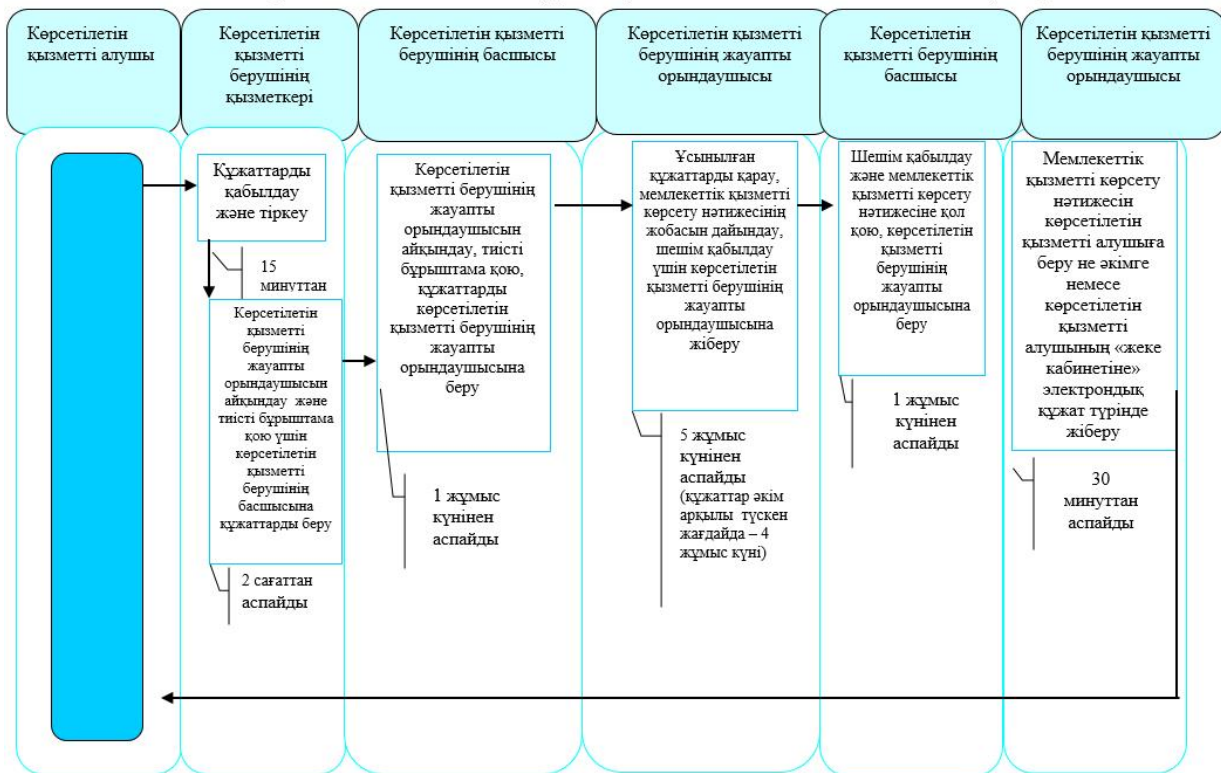 Көрсетілетін
қызметті алушы
Көрсетілетін
қызметті
берушінің
қызметкері
Көрсетілетін қызметті
берушінің басшысы
Көрсетілетін қызметті
берушінің жауапты
орындаушысы
Көрсетілетін
қызметті берушінің
басшысы
Көрсетілетін қызметті
берушінің жауапты
орындаушысы
Құжаттарды
қабылдау
және тіркеу
15
минуттан
Көрсетілетін
қызметті
берушінің
жауапты
орындаушысын
айқындау және
тиісті бұрыштама
қою үшін
көрсетілетін
қызметті
берушінің
басшысына
құжаттарды беру
2 сағаттан
аспайды
Көрсетілетін
қызметті берушінің
жауапты
орындаушысын
айқындау, тиісті
бұрыштама қою,
құжаттарды
көрсетілетін
қызметті берушінің
жауапты
орындаушысына
беру
1 жұмыс
күнінен
аспайды
Ұсынылған
құжаттарды қарау,
мемлекеттік қызметті
көрсету нәтижесінің
жобасын дайындау,
шешім қабылдау
үшін көрсетілетін
қызметті берушінің
жауапты
орындаушысына
жіберу
5 жұмыс
күнінен
аспайды
(құжаттар әкім
арқылы түскен
жағдайда – 4
жұмыс күні)
Шешім қабылдау
және мемлекеттік
қызметті көрсету
нәтижесіне қол
қою, көрсетілетін
қызметті
берушінің
жауапты
орындаушысына
беру
1 жұмыс
күнінен
аспайды
Мемлекеттік
қызметті көрсету
нәтижесін
көрсетілетін
қызметті алушыға
беру не әкімге
немесе
көрсетілетін
қызметті
алушының «жеке
кабинетіне»
электрондық
құжат түрінде
жіберу
30
минуттан
аспайды